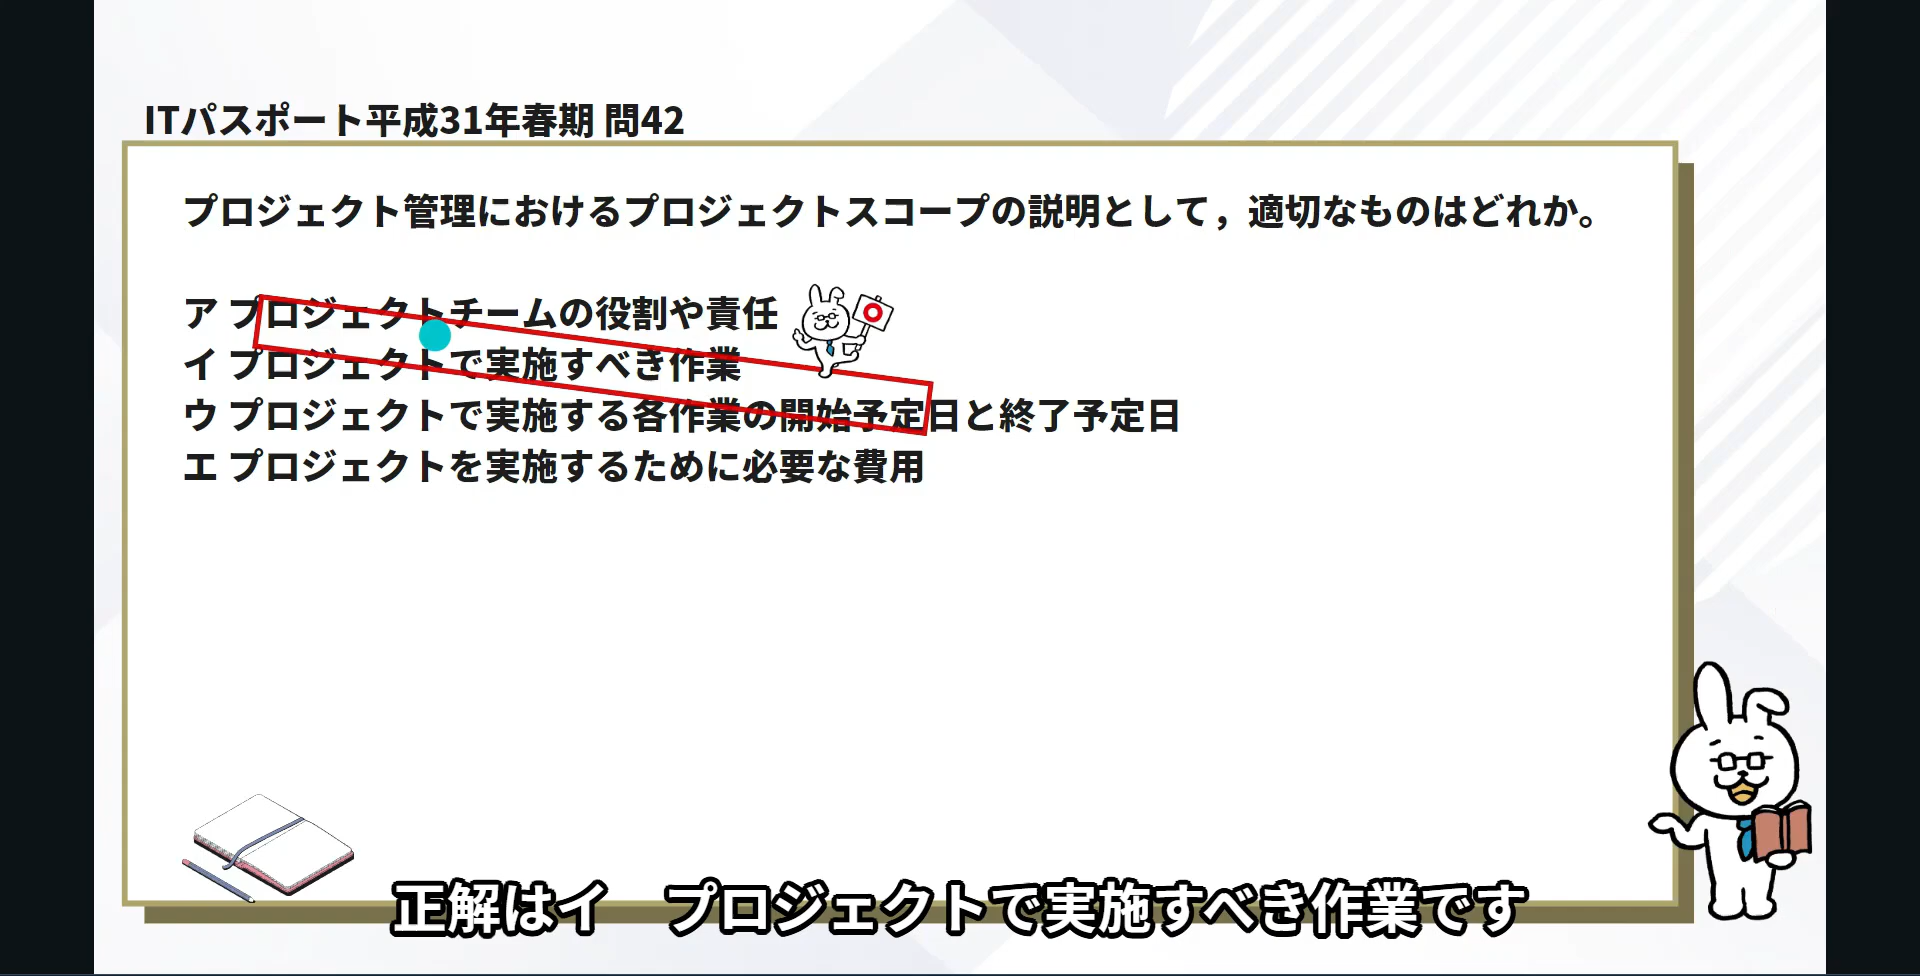 ITパスポート平成31年春期 問42
プロジェクト管理におけるプロジェクトスコープの説明として，適切なものはどれか。
ア プロジェクトチームの役割や責任
イ プロジェクトで実施すべき作業
ウ プロジェクトで実施する各作業の開始予定日と終了予定日
エ プロジェクトを実施するために必要な費用
正解はイ　プロジェクトで実施すべき作業です